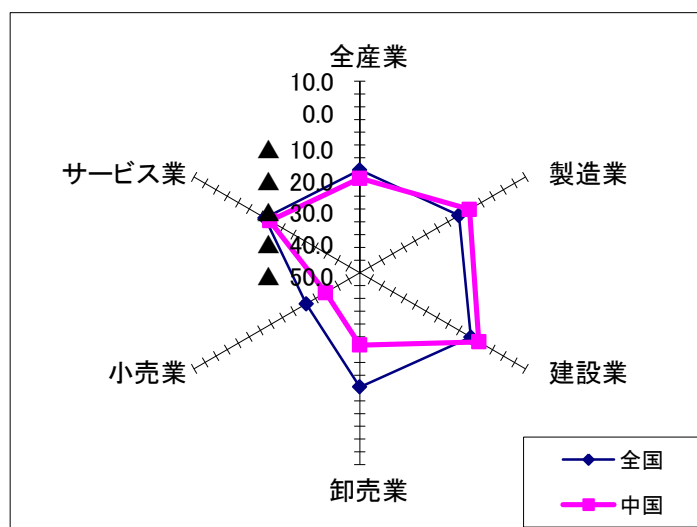 全産業
10.0
0.0
▲ 10.0
▲ 20.0
▲ 30.0
▲ 40.0
▲ 50.0
サービス業
製造業
小売業
建設業
卸売業
全国
中国